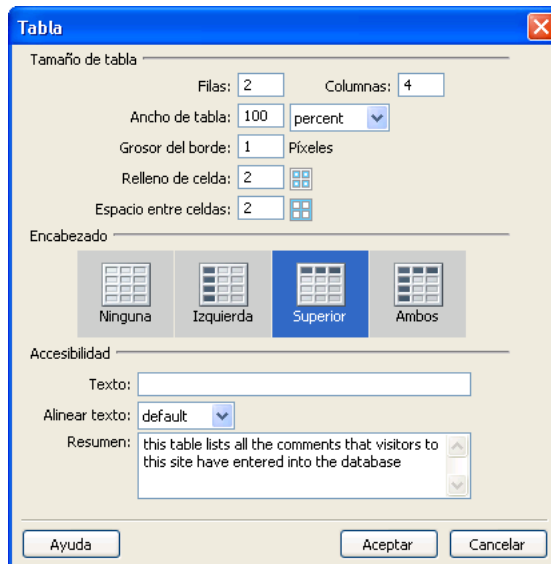 Tabla
Tamaño de tabla
Filas: 2 Columnas: 4
Ancho de tabla: 100 percent
Grosor del borde: 1 Píxeles
Relleno de celda: 2
Espacio entre celdas: 2
Encabezado
Ninguna Izquierda Superior Ambos
Accesibilidad
Texto:
Alinear texto: default
Resumen: this table lists all the comments that visitors to
this site have entered into the database
Ayuda Aceptar Cancelar